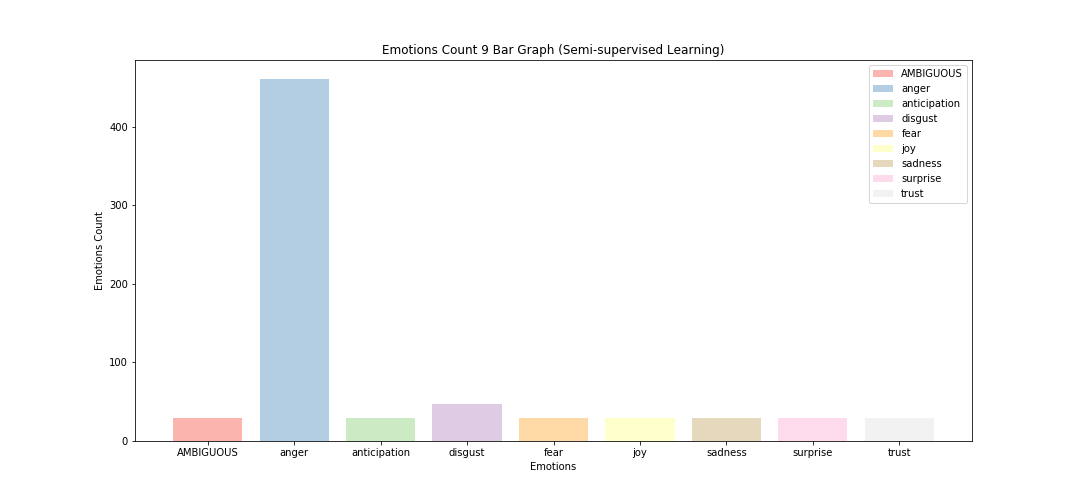 Emotions Count 9 Bar Graph (Semi-supervised Learning)
AMBIGUOUS
anger
anticipation
disgust
fear
joy
sadness
surprise
trust
Emotions Count
400
300
200
100
0
AMBIGUOUS anger anticipation disgust fear joy sadness surprise trust
Emotions